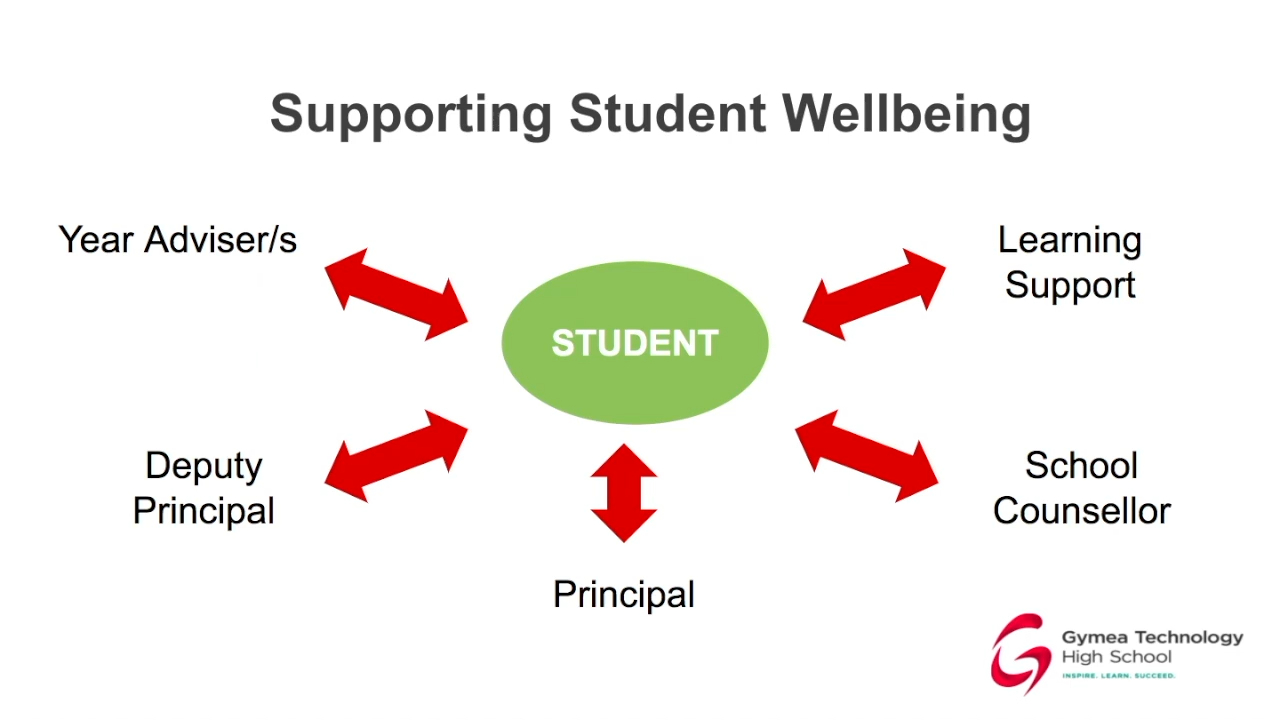 Supporting Student Wellbeing
Year Adviser/s
Learning
Support
STUDENT
Deputy
Principal
School
Counsellor
Principal
Gymea Technology
High School
INSPIRE. LEARN. SUCCEED.